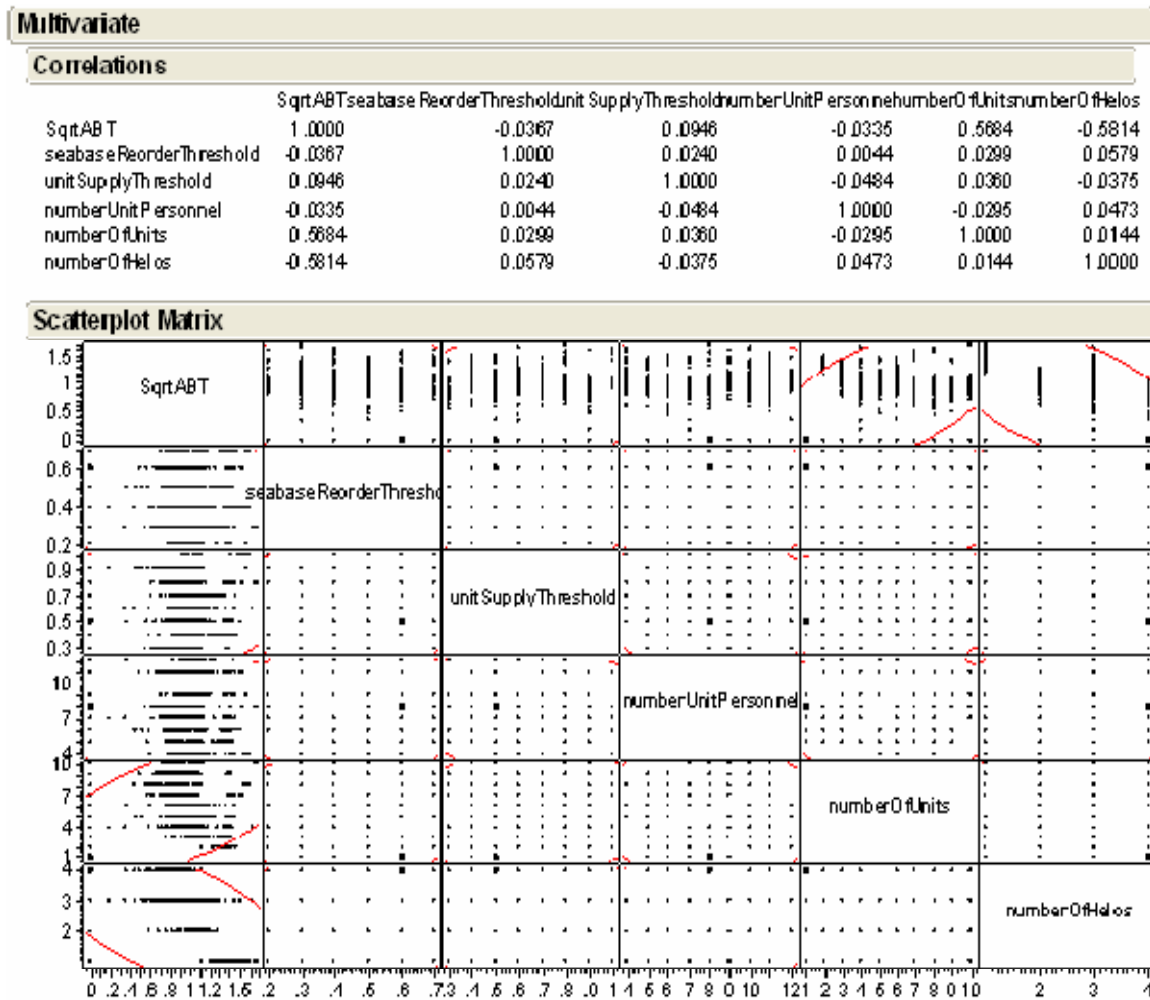 Multivariate
Correlations
SqrtABT seabaseReorderThreshold unitSupplyThreshold numberUnitPersonnel numberOfUnits numberOfHelos
SqrtABT 1.0000 -0.0367 0.0946 -0.0335 0.5684 -0.5814
seabaseReorderThreshold -0.0367 1.0000 0.0240 0.0044 0.0299 0.0579
unitSupplyThreshold 0.0946 0.0240 1.0000 -0.0484 0.0360 -0.0375
numberUnitPersonnel -0.0335 0.0044 -0.0484 1.0000 -0.0295 0.0473
numberOfUnits 0.5684 0.0299 0.0360 -0.0295 1.0000 0.0144
numberOfHelos -0.5814 0.0579 -0.0375 0.0473 0.0144 1.0000
Scatterplot Matrix
1.5
1
SqrtABT
0.5
0
0.6
seabaseReorderThresho
0.4
0.2
0.9
0.7
unitSupplyThreshold
0.5
0.3
10
numberUnitPersonnel
7
4
10
7
numberOfUnits
4
1
4
3
numberOfHelos
2
0 .2 .4 .6 .8 1 1.2 1.6 .2 .3 .4 .5 .6 .7 .3 .4 .5 .6 .7 .8 1 4 5 6 7 8 10 12 1 2 3 4 5 6 7 8 10 2 3 4